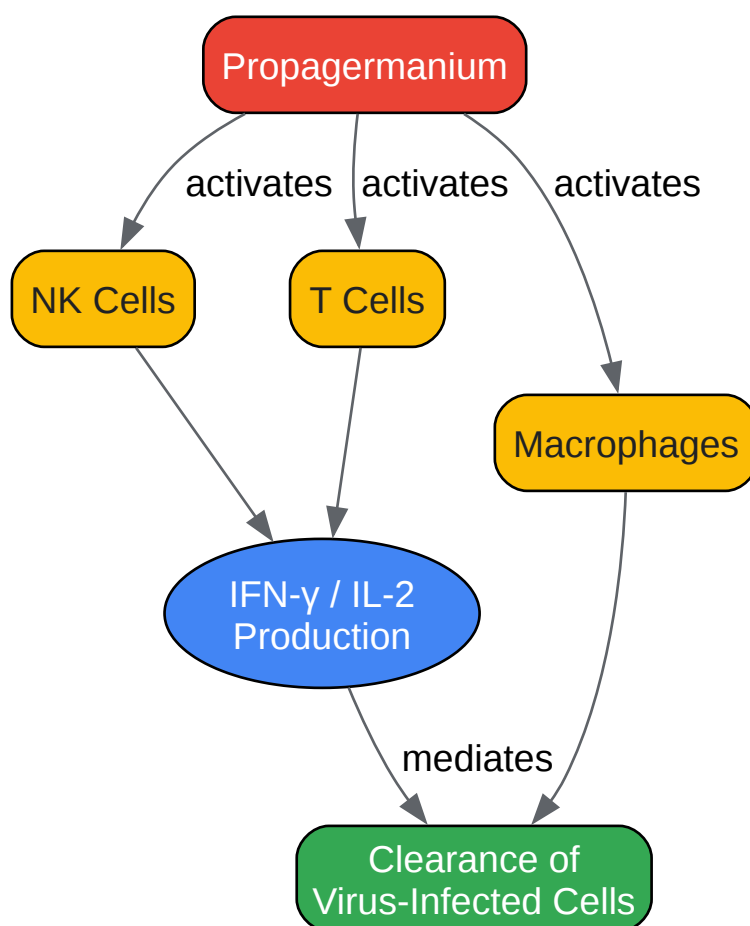 Propagermanium
activates
activates
activates
NK Cells
T Cells
Macrophages
IFN-γ / IL-2
Production
mediates
Clearance of
Virus-Infected Cells